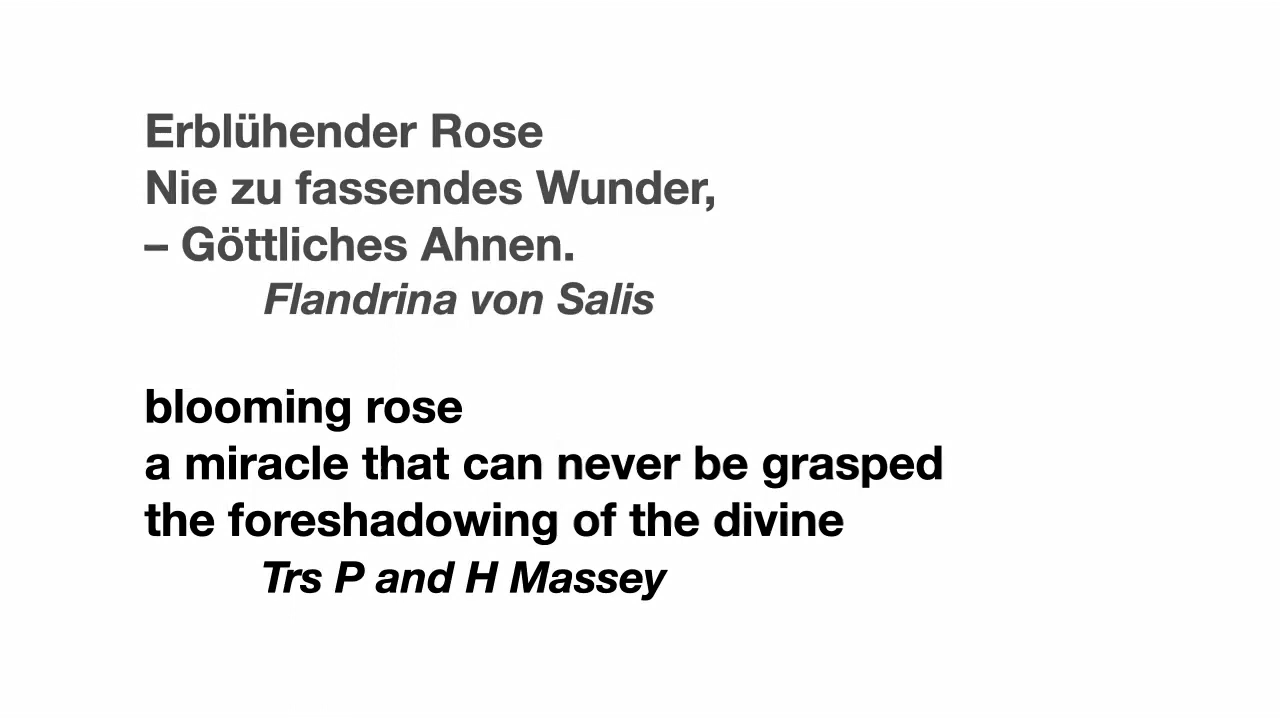 Erblühender Rose
Nie zu fassendes Wunder,
– Göttliches Ahnen.
Flandrina von Salis
blooming rose
a miracle that can never be grasped
the foreshadowing of the divine
Trs P and H Massey